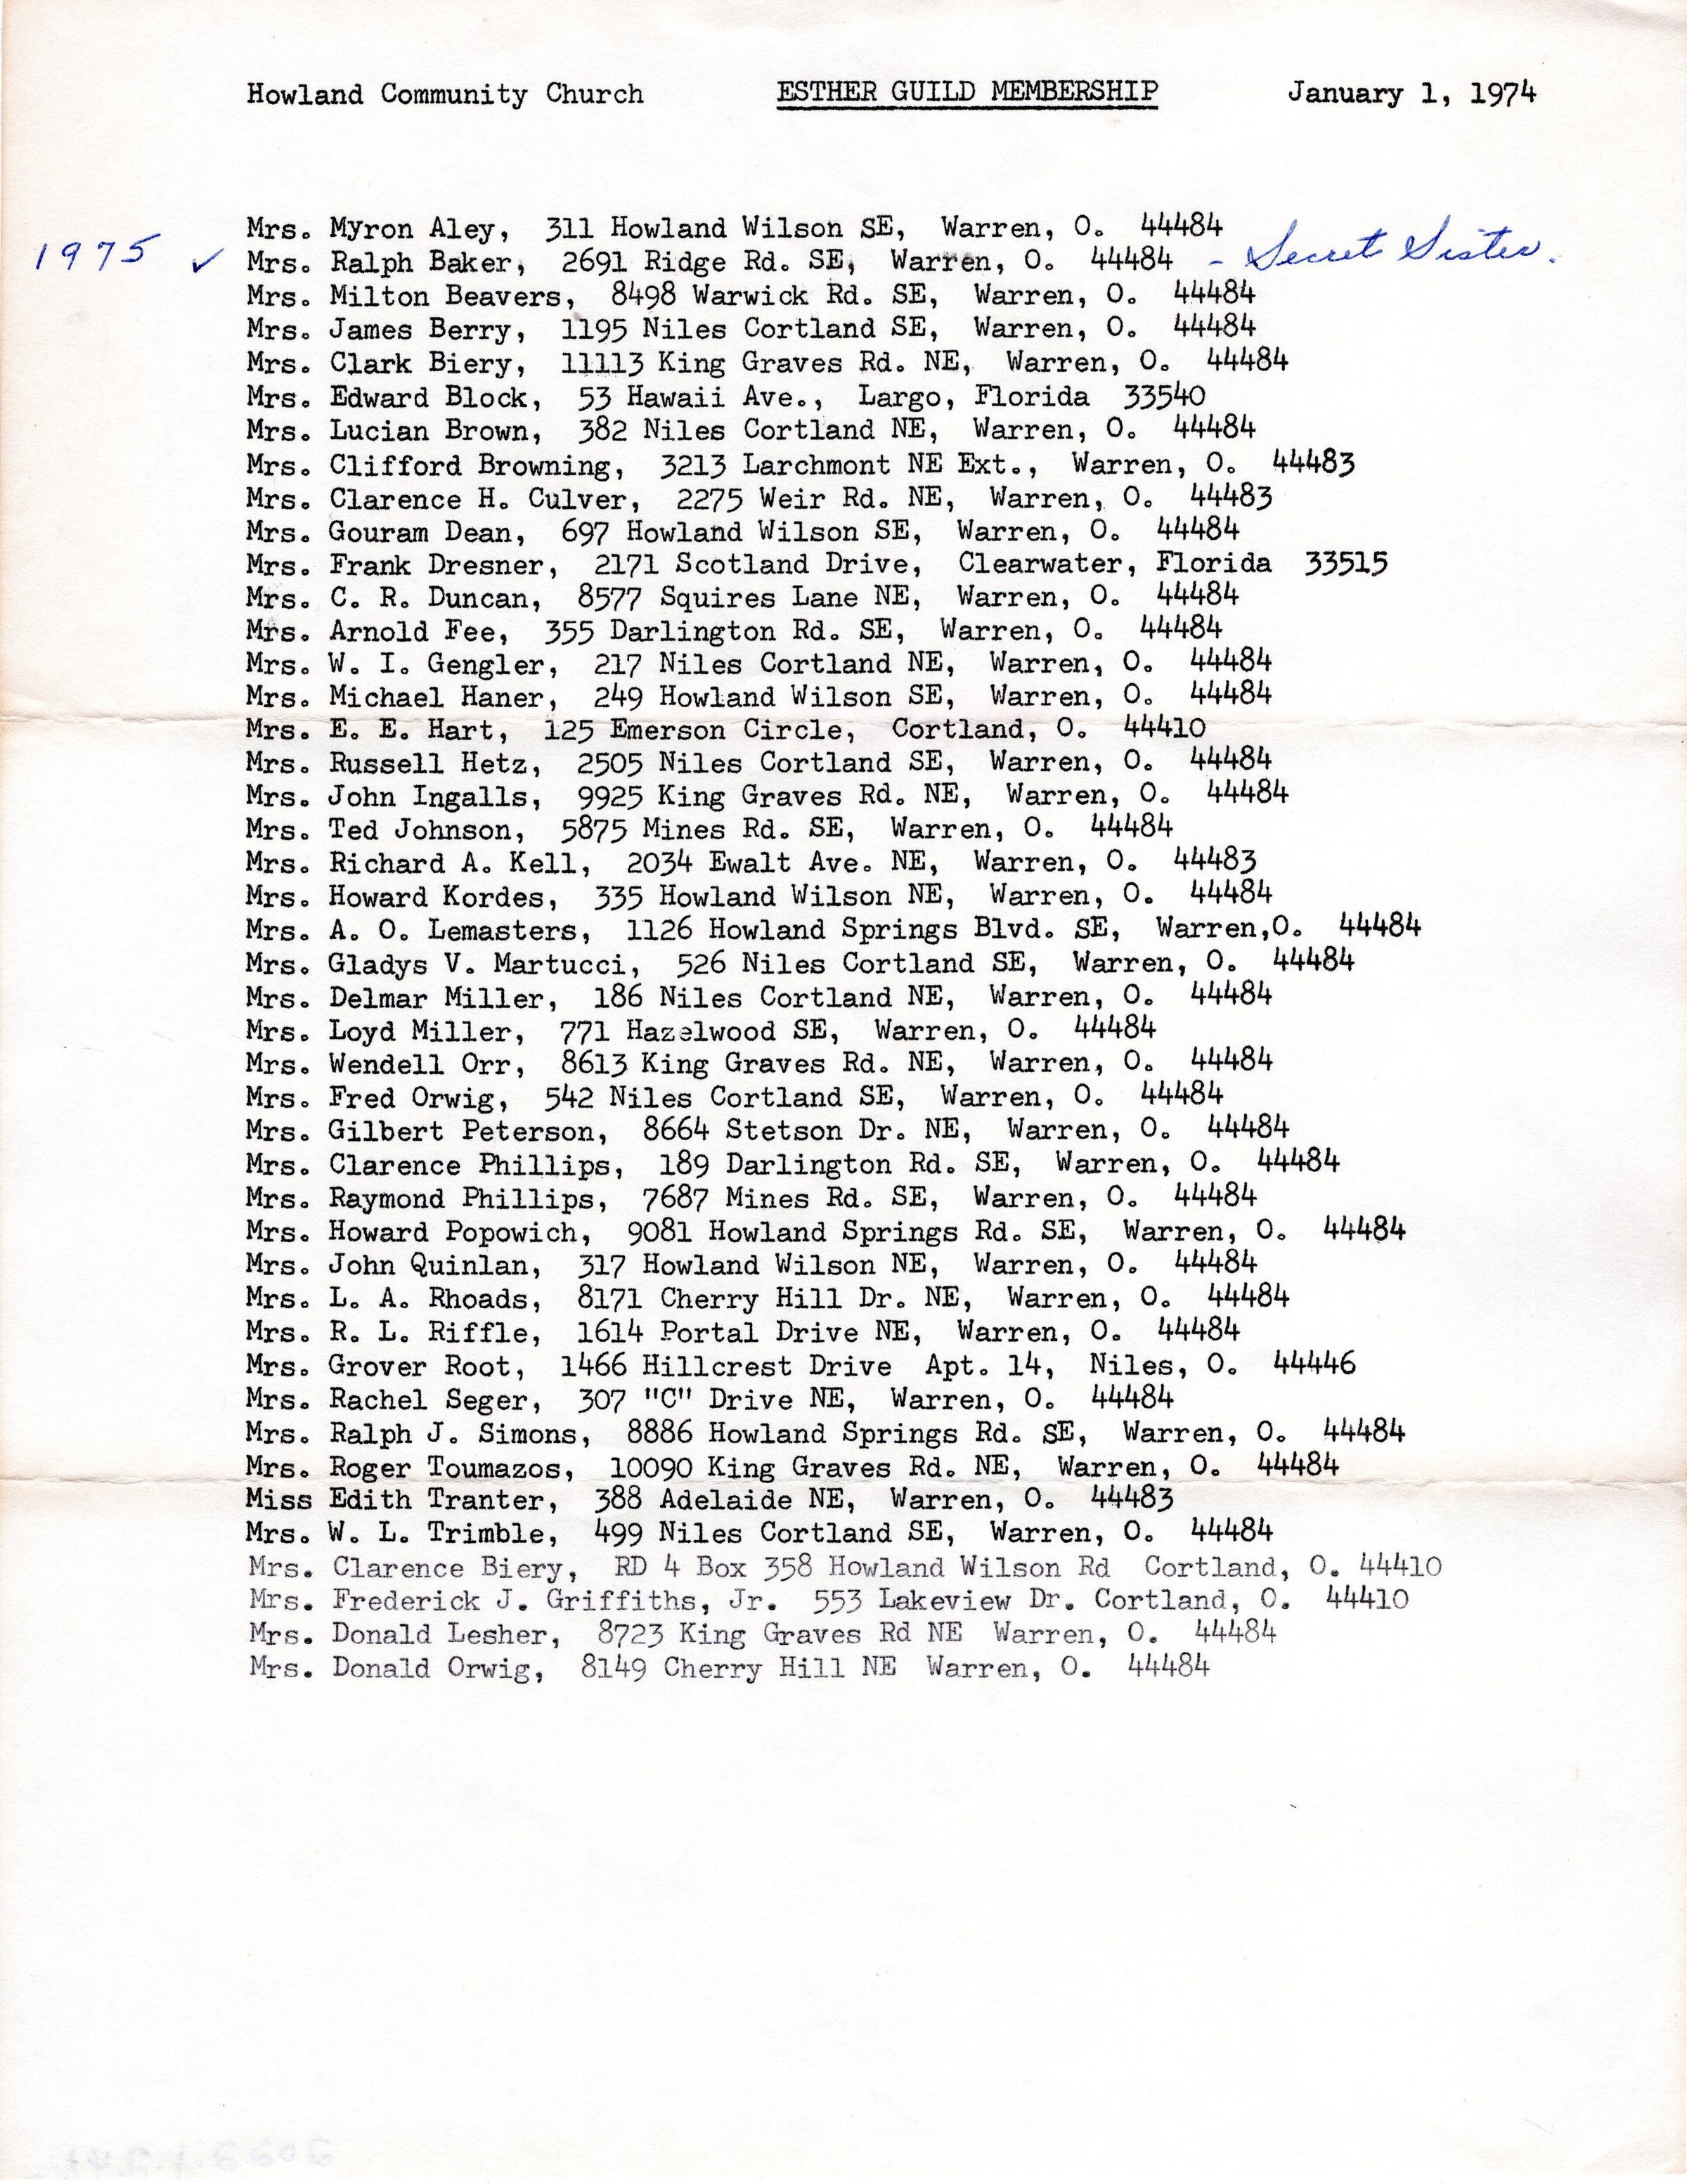 Howland Community Church ESTHER GUILD MEMBERSHIP January 1, 1974
Mrs. Myron Aley, 311 Howland Wilson SE, Warren, O. 44484
1975 ✓ Mrs. Ralph Baker, 2691 Ridge Rd. SE, Warren, O. 44484 - Secret Sister.
Mrs. Milton Beavers, 8498 Warwick Rd. SE, Warren, O. 44484
Mrs. James Berry, 1195 Niles Cortland SE, Warren, O. 44484
Mrs. Clark Biery, 11113 King Graves Rd. NE, Warren, O. 44484
Mrs. Edward Block, 53 Hawaii Ave., Largo, Florida 33540
Mrs. Lucian Brown, 382 Niles Cortland NE, Warren, O. 44484
Mrs. Clifford Browning, 3213 Larchmont NE Ext., Warren, O. 44483
Mrs. Clarence H. Culver, 2275 Weir Rd. NE, Warren, O. 44483
Mrs. Gouram Dean, 697 Howland Wilson SE, Warren, O. 44484
Mrs. Frank Dresner, 2171 Scotland Drive, Clearwater, Florida 33515
Mrs. C. R. Duncan, 8577 Squires Lane NE, Warren, O. 44484
Mrs. Arnold Fee, 355 Darlington Rd. SE, Warren, O. 44484
Mrs. W. I. Gengler, 217 Niles Cortland NE, Warren, O. 44484
Mrs. Michael Haner, 249 Howland Wilson SE, Warren, O. 44484
Mrs. E. E. Hart, 125 Emerson Circle, Cortland, O. 44410
Mrs. Russell Hetz, 2505 Niles Cortland SE, Warren, O. 44484
Mrs. John Ingalls, 9925 King Graves Rd. NE, Warren, O. 44484
Mrs. Ted Johnson, 5875 Mines Rd. SE, Warren, O. 44484
Mrs. Richard A. Kell, 2034 Ewalt Ave. NE, Warren, O. 44483
Mrs. Howard Kordes, 335 Howland Wilson NE, Warren, O. 44484
Mrs. A. O. Lemasters, 1126 Howland Springs Blvd. SE, Warren,O. 44484
Mrs. Gladys V. Martucci, 526 Niles Cortland SE, Warren, O. 44484
Mrs. Delmar Miller, 186 Niles Cortland NE, Warren, O. 44484
Mrs. Loyd Miller, 771 Hazelwood SE, Warren, O. 44484
Mrs. Wendell Orr, 8613 King Graves Rd. NE, Warren, O. 44484
Mrs. Fred Orwig, 542 Niles Cortland SE, Warren, O. 44484
Mrs. Gilbert Peterson, 8664 Stetson Dr. NE, Warren, O. 44484
Mrs. Clarence Phillips, 189 Darlington Rd. SE, Warren, O. 44484
Mrs. Raymond Phillips, 7687 Mines Rd. SE, Warren, O. 44484
Mrs. Howard Popowich, 9081 Howland Springs Rd. SE, Warren, O. 44484
Mrs. John Quinlan, 317 Howland Wilson NE, Warren, O. 44484
Mrs. L. A. Rhoads, 8171 Cherry Hill Dr. NE, Warren, O. 44484
Mrs. R. L. Riffle, 1614 Portal Drive NE, Warren, O. 44484
Mrs. Grover Root, 1466 Hillcrest Drive Apt. 14, Niles, O. 44446
Mrs. Rachel Seger, 307 "C" Drive NE, Warren, O. 44484
Mrs. Ralph J. Simons, 8886 Howland Springs Rd. SE, Warren, O. 44484
Mrs. Roger Toumazos, 10090 King Graves Rd. NE, Warren, O. 44484
Miss Edith Tranter, 388 Adelaide NE, Warren, O. 44483
Mrs. W. L. Trimble, 499 Niles Cortland SE, Warren, O. 44484
Mrs. Clarence Biery, RD 4 Box 358 Howland Wilson Rd Cortland, O. 44410
Mrs. Frederick J. Griffiths, Jr. 553 Lakeview Dr. Cortland, O. 44410
Mrs. Donald Lesher, 8723 King Graves Rd NE Warren, O. 44484
Mrs. Donald Orwig, 8149 Cherry Hill NE Warren, O. 44484